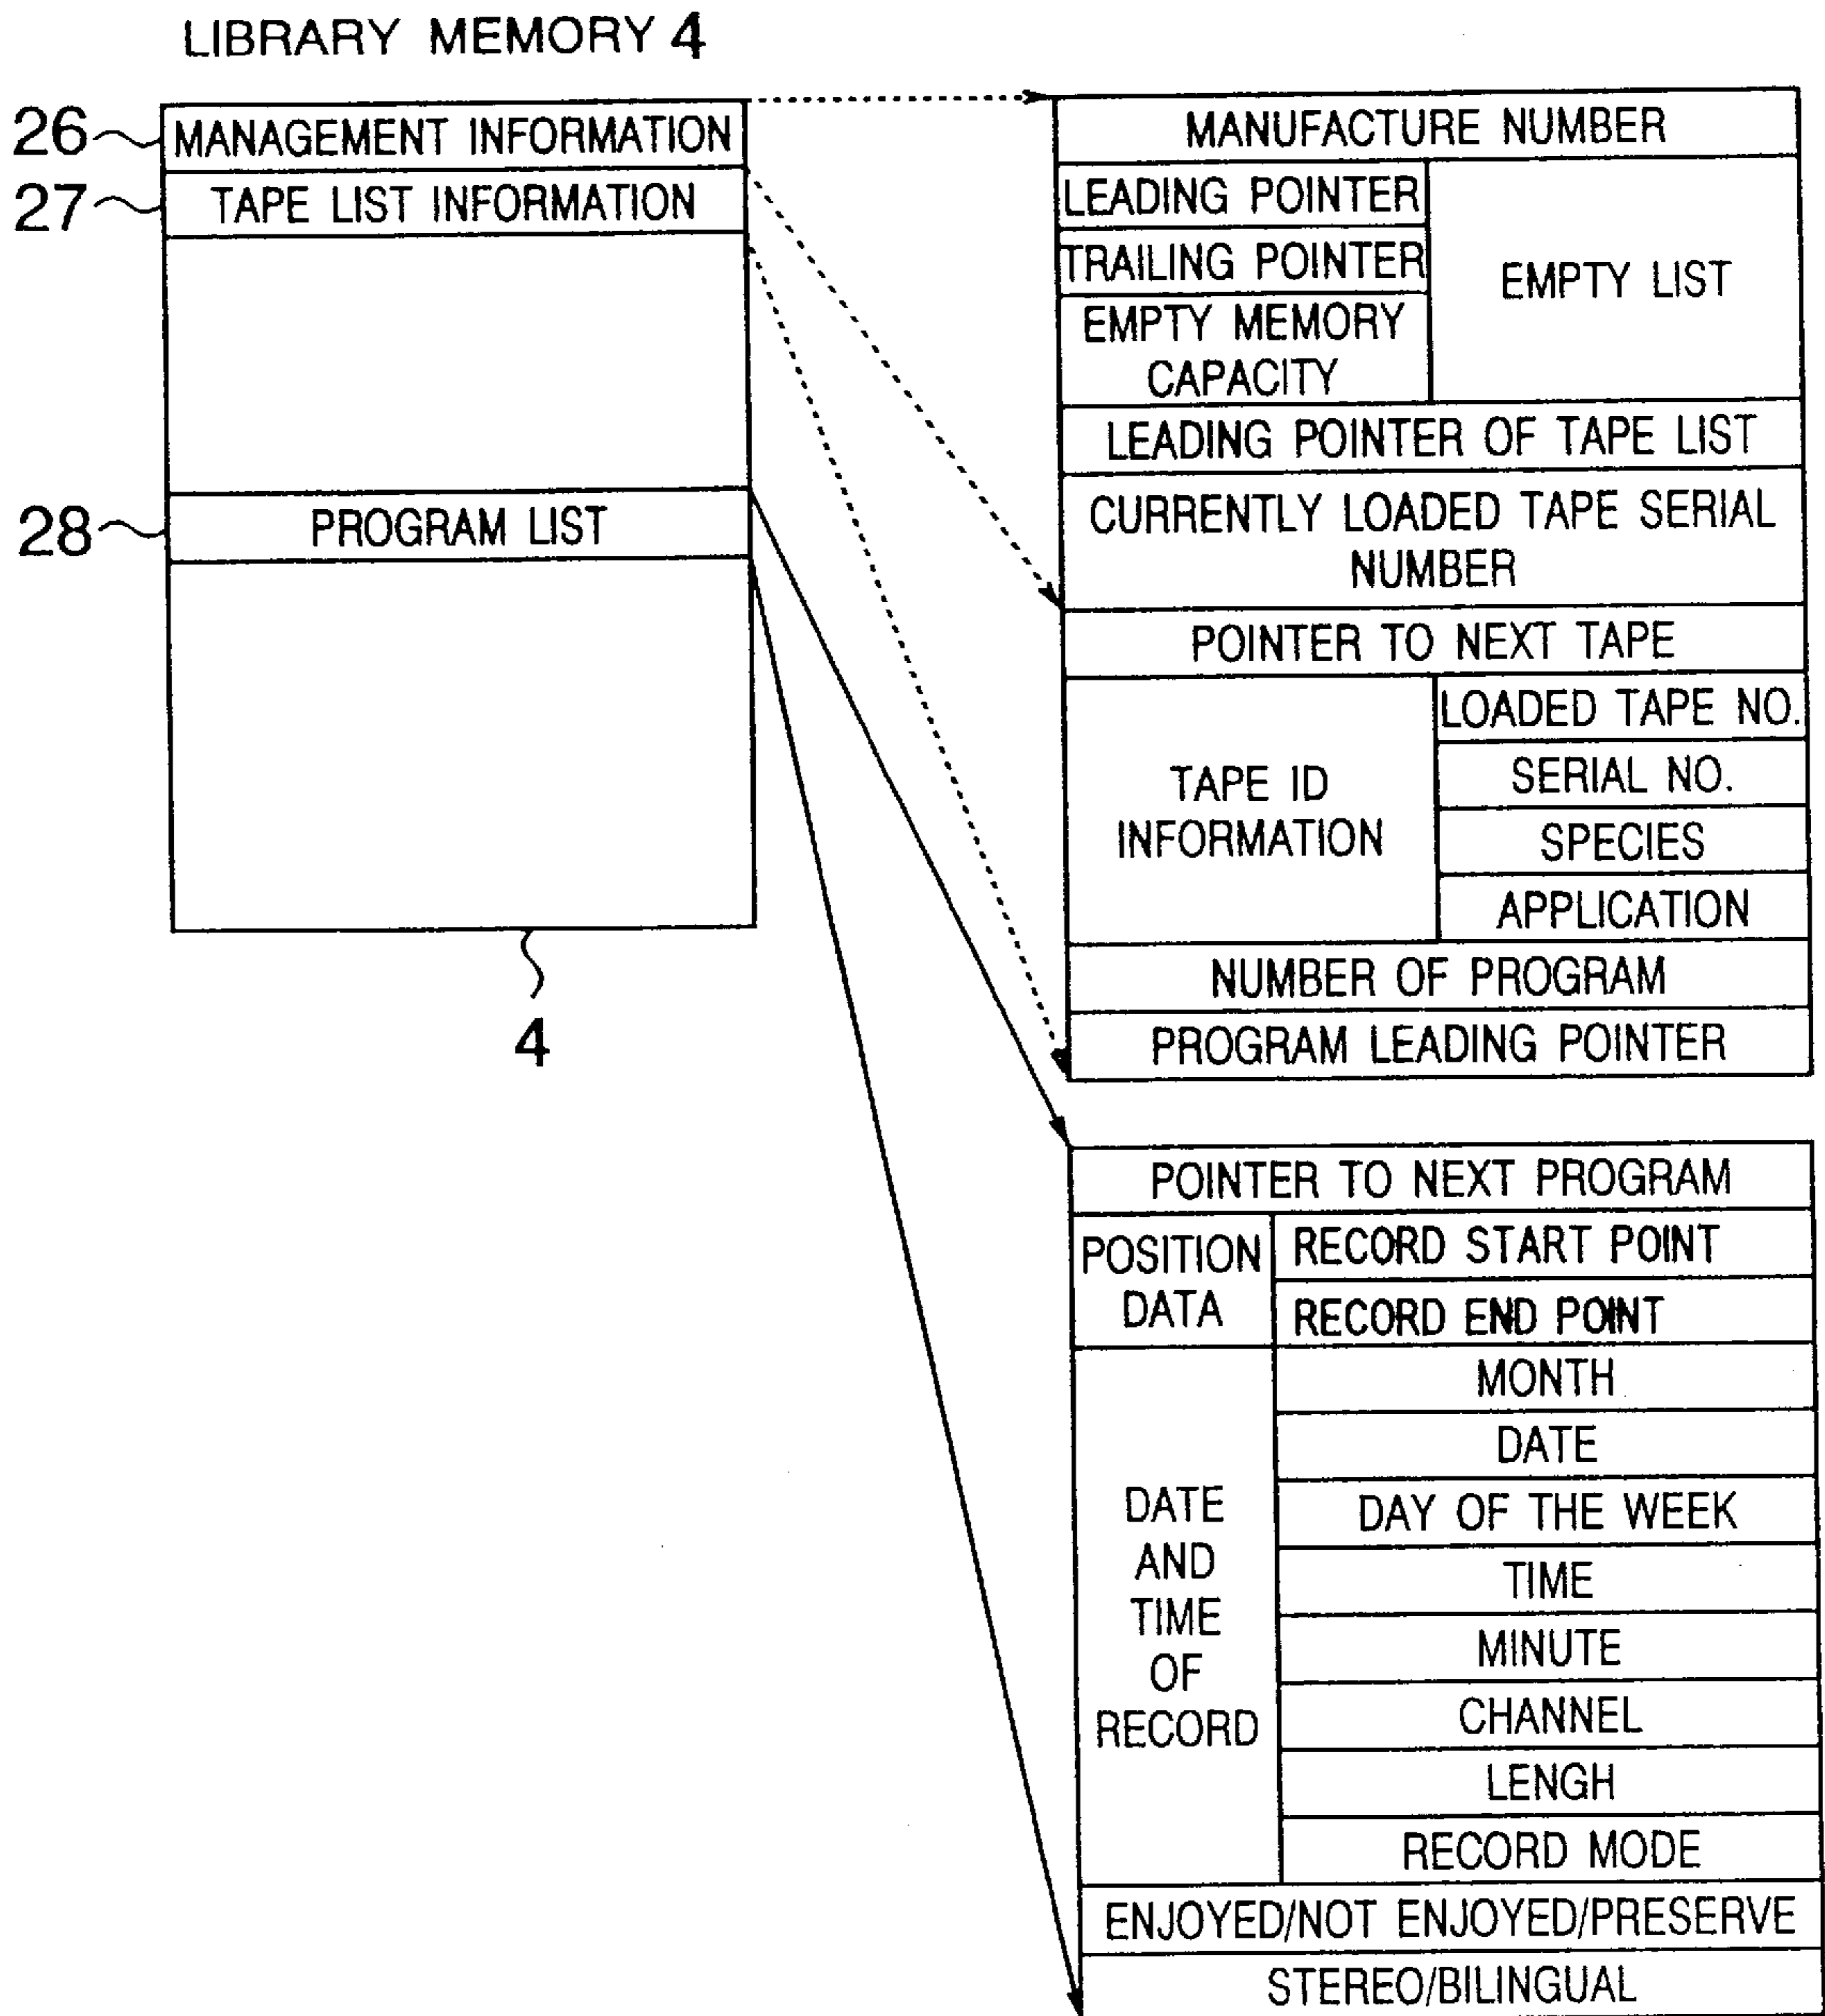 LIBRARY MEMORY 4
26
MANAGEMENT INFORMATION
27
TAPE LIST INFORMATION
28
PROGRAM LIST
4
MANUFACTURE NUMBER
LEADING POINTER
TRAILING POINTER
EMPTY MEMORY
CAPACITY
EMPTY LIST
LEADING POINTER OF TAPE LIST
CURRENTLY LOADED TAPE SERIAL
NUMBER
POINTER TO NEXT TAPE
TAPE ID
INFORMATION
LOADED TAPE NO.
SERIAL NO.
SPECIES
APPLICATION
NUMBER OF PROGRAM
PROGRAM LEADING POINTER
POINTER TO NEXT PROGRAM
POSITION
DATA
RECORD START POINT
RECORD END POINT
DATE
AND
TIME
OF
RECORD
MONTH
DATE
DAY OF THE WEEK
TIME
MINUTE
CHANNEL
LENGH
RECORD MODE
ENJOYED/NOT ENJOYED/PRESERVE
STEREO/BILINGUAL